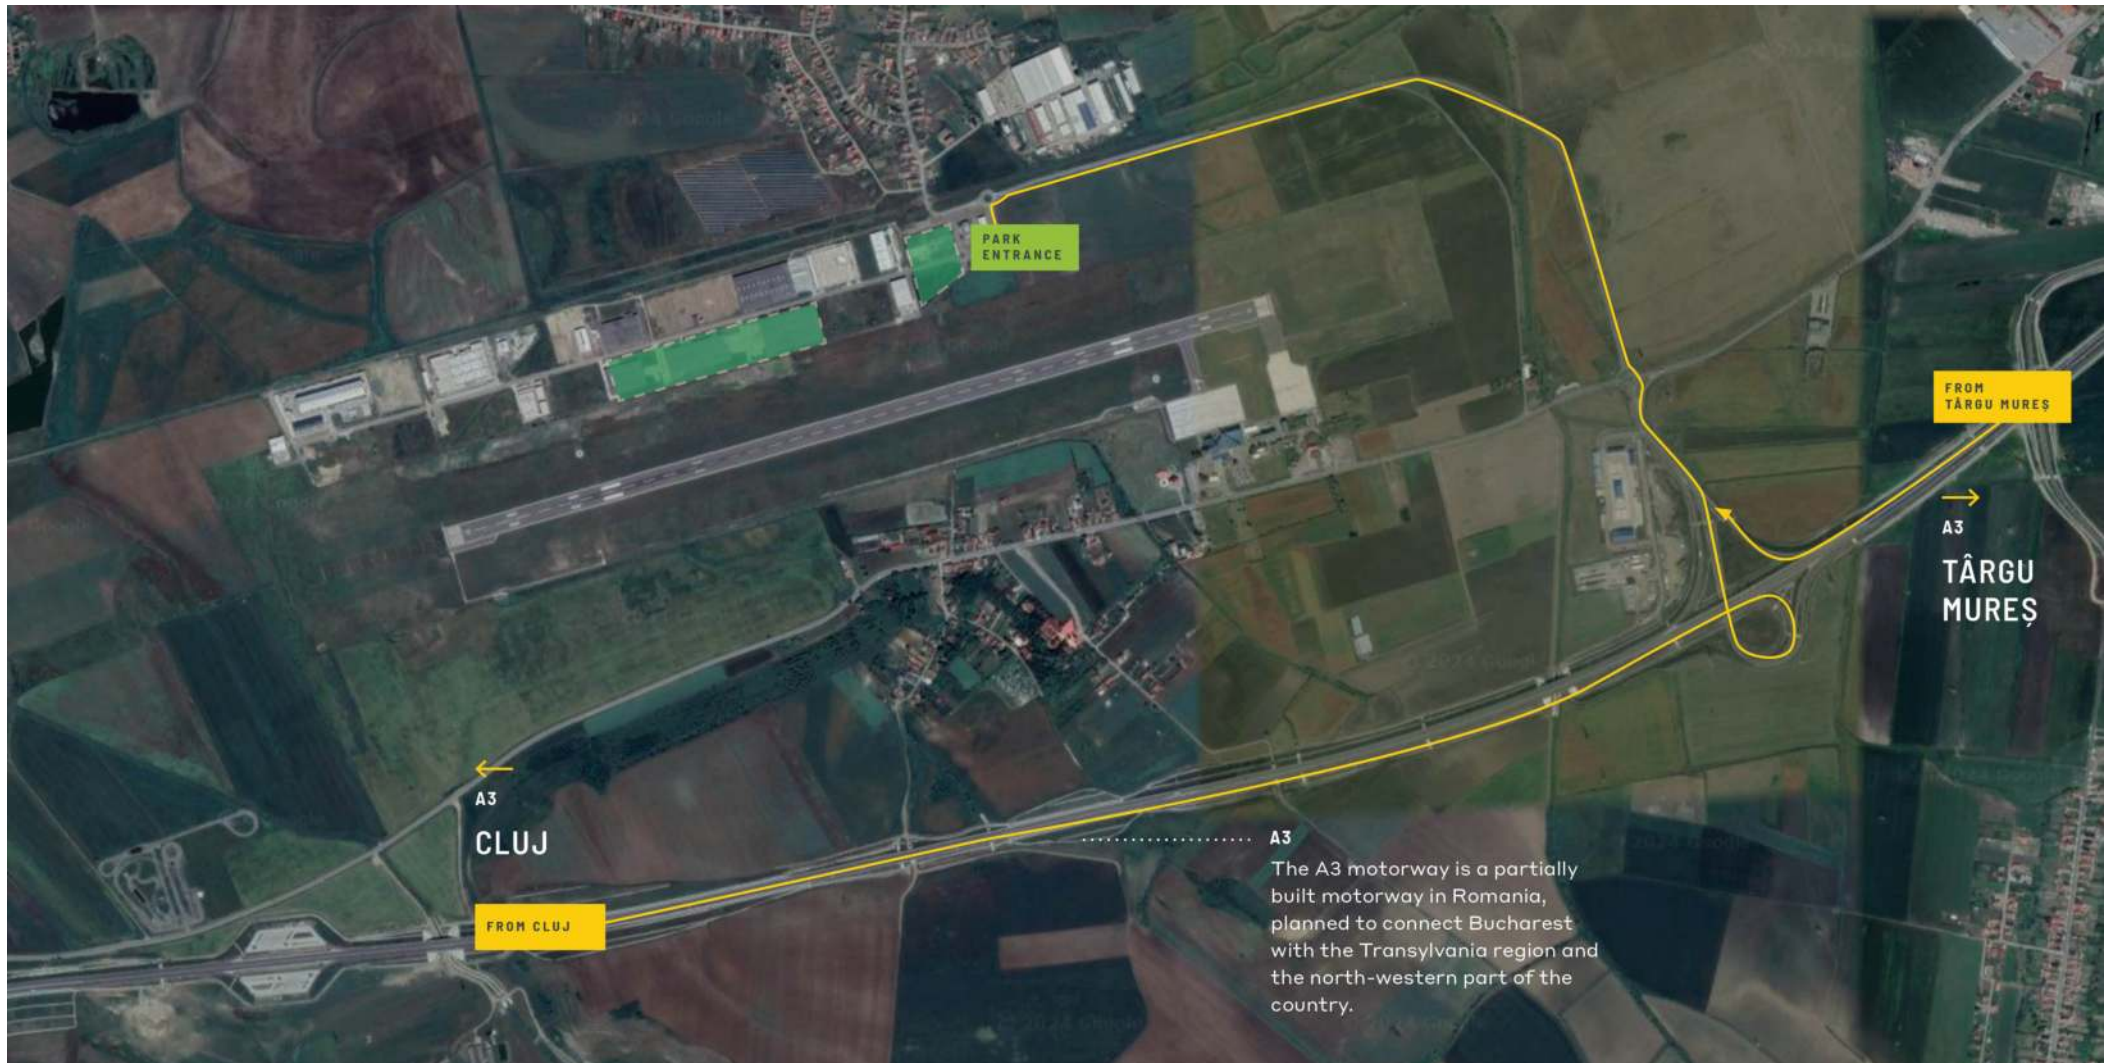 PARK
ENTRANCE
FROM
TÂRGU MUREȘ
A3
TÂRGU
MUREȘ
A3
CLUJ
FROM CLUJ
A3
The A3 motorway is a partially
built motorway in Romania,
planned to connect Bucharest
with the Transylvania region and
the north-western part of the
country.